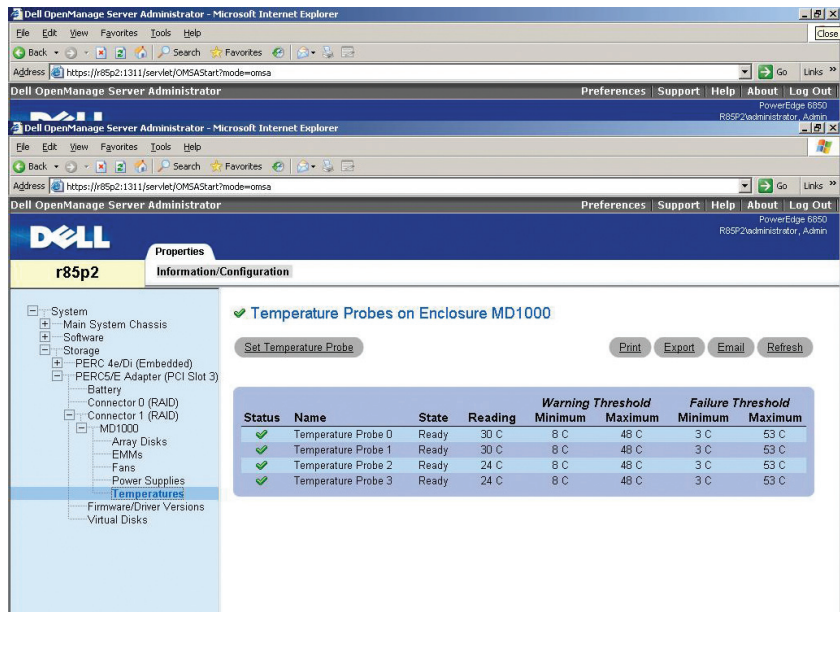 Dell OpenManage Server Administrator - Microsoft Internet Explorer
File Edit View Favorites Tools Help
Close
Back Search Favorites
Address https://r85p2:1311/servlet/OMSAStart?mode=omsa Go Links »
Dell OpenManage Server Administrator Preferences | Support | Help | About | Log Out
PowerEdge 6850
R85P2\administrator, Admin
Dell OpenManage Server Administrator - Microsoft Internet Explorer
File Edit View Favorites Tools Help
Back Search Favorites
Address https://r85p2:1311/servlet/OMSAStart?mode=omsa Go Links »
Dell OpenManage Server Administrator Preferences | Support | Help | About | Log Out
PowerEdge 6850
R85P2\administrator, Admin
DELL
Properties
r85p2 Information/Configuration
System
Main System Chassis
Software
Storage
PERC 4e/Di (Embedded)
PERC5/E Adapter (PCI Slot 3)
Battery
Connector 0 (RAID)
Connector 1 (RAID)
MD1000
Array Disks
EMMs
Fans
Power Supplies
Temperatures
Firmware/Driver Versions
Virtual Disks
Temperature Probes on Enclosure MD1000
Set Temperature Probe Print Export Email Refresh
Warning Threshold Failure Threshold
Status Name State Reading Minimum Maximum Minimum Maximum
Temperature Probe 0 Ready 30 C 8 C 48 C 3 C 53 C
Temperature Probe 1 Ready 30 C 8 C 48 C 3 C 53 C
Temperature Probe 2 Ready 24 C 8 C 48 C 3 C 53 C
Temperature Probe 3 Ready 24 C 8 C 48 C 3 C 53 C